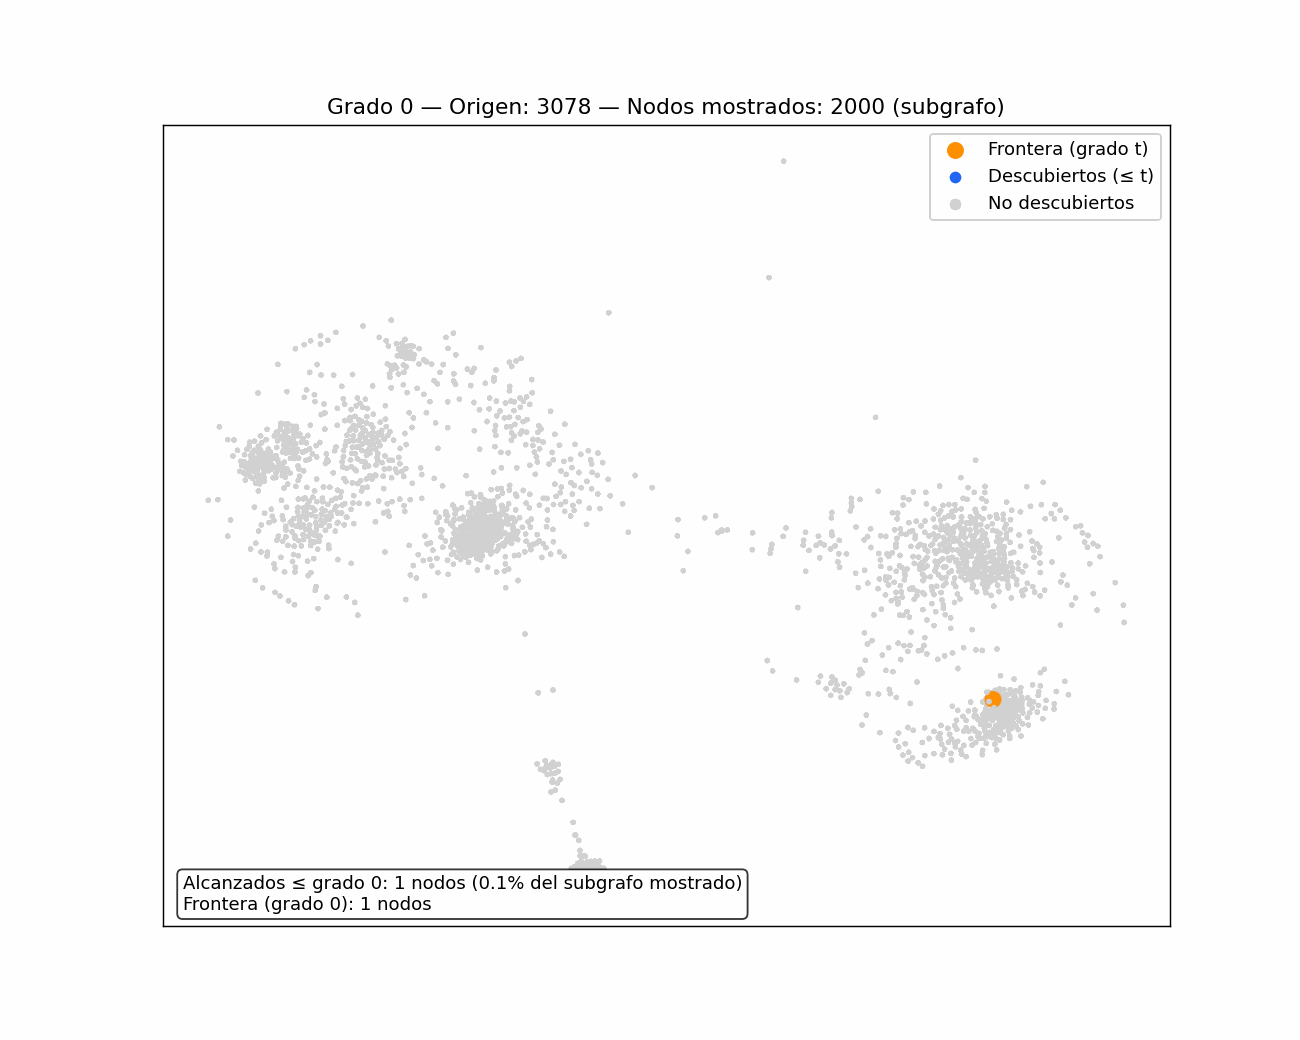 Grado 0 — Origen: 3078 — Nodos mostrados: 2000 (subgrafo)
Frontera (grado t)
Descubiertos (≤ t)
No descubiertos
Alcanzados ≤ grado 0: 1 nodos (0.1% del subgrafo mostrado)
Frontera (grado 0): 1 nodos